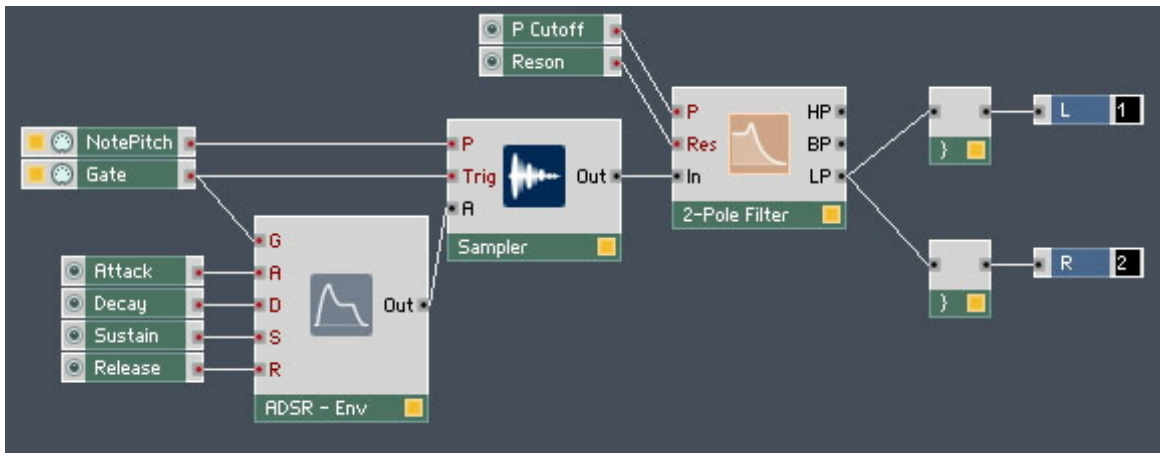 P Cutoff
Reson
NotePitch
Gate
P
Trig
A
Out
Sampler
P
Res
In
HP
BP
LP
2-Pole Filter
}
L 1
}
R 2
Attack
Decay
Sustain
Release
G
A
D
S
R
Out
ADSR - Env